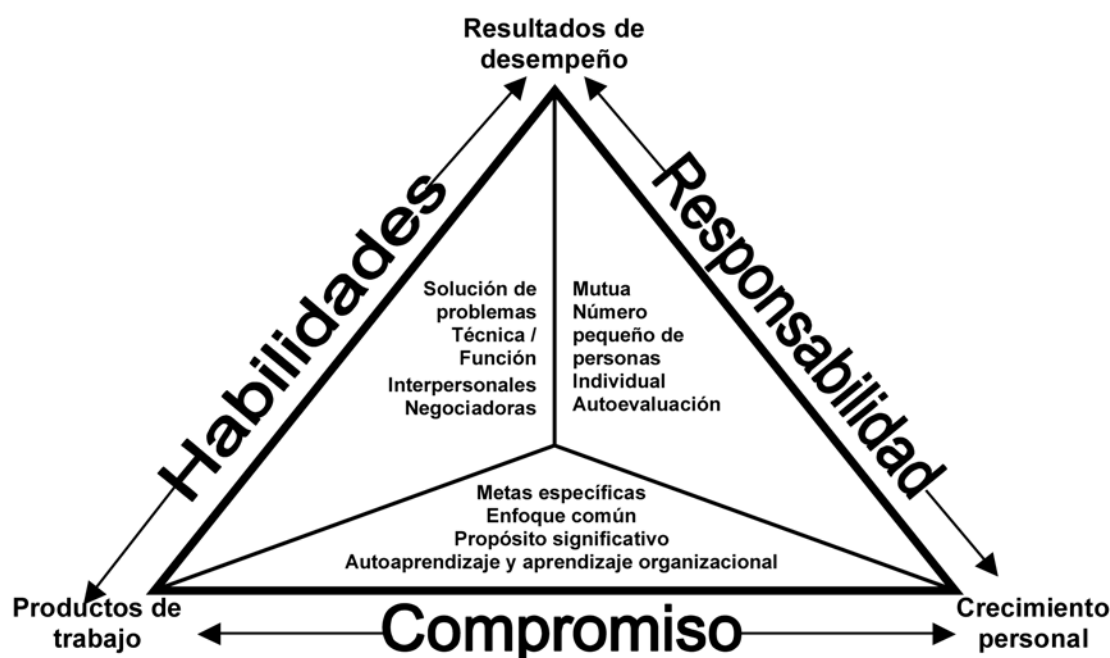 Resultados de
desempeño
Habilidades
Responsabilidad
Solución de
problemas
Técnica /
Función
Interpersonales
Negociadoras
Mutua
Número
pequeño de
personas
Individual
Autoevaluación
Metas específicas
Enfoque común
Propósito significativo
Autoaprendizaje y aprendizaje organizacional
Productos de
trabajo
Compromiso
Crecimiento
personal